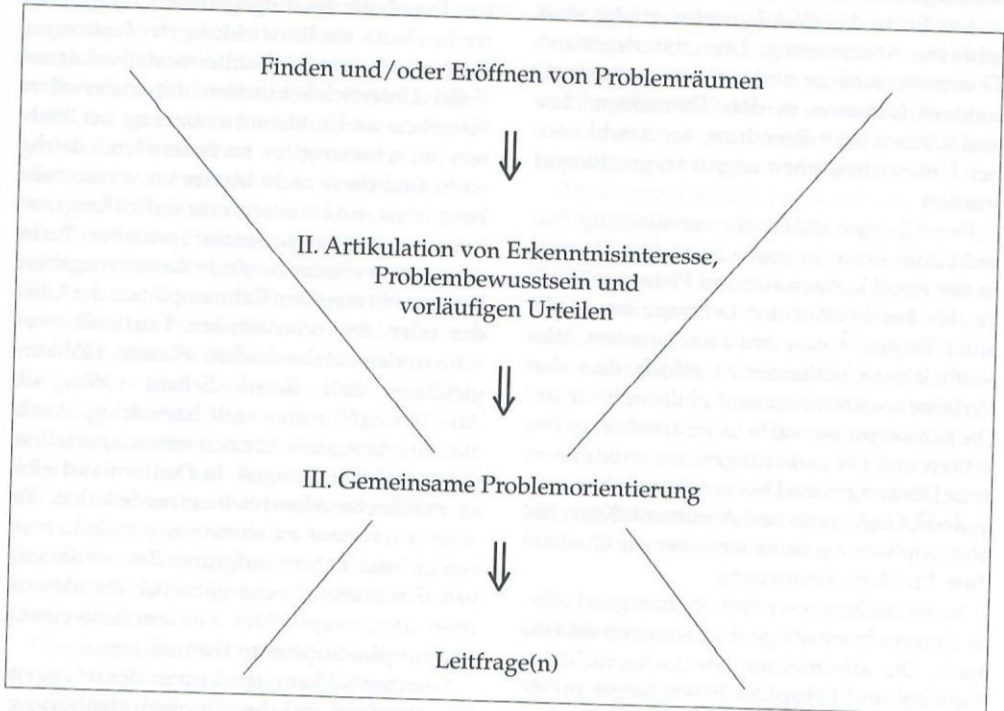 Finden und/oder Eröffnen von Problemräumen
II. Artikulation von Erkenntnisinteresse,
Problembewusstsein und
vorläufigen Urteilen
III. Gemeinsame Problemorientierung
Leitfrage(n)